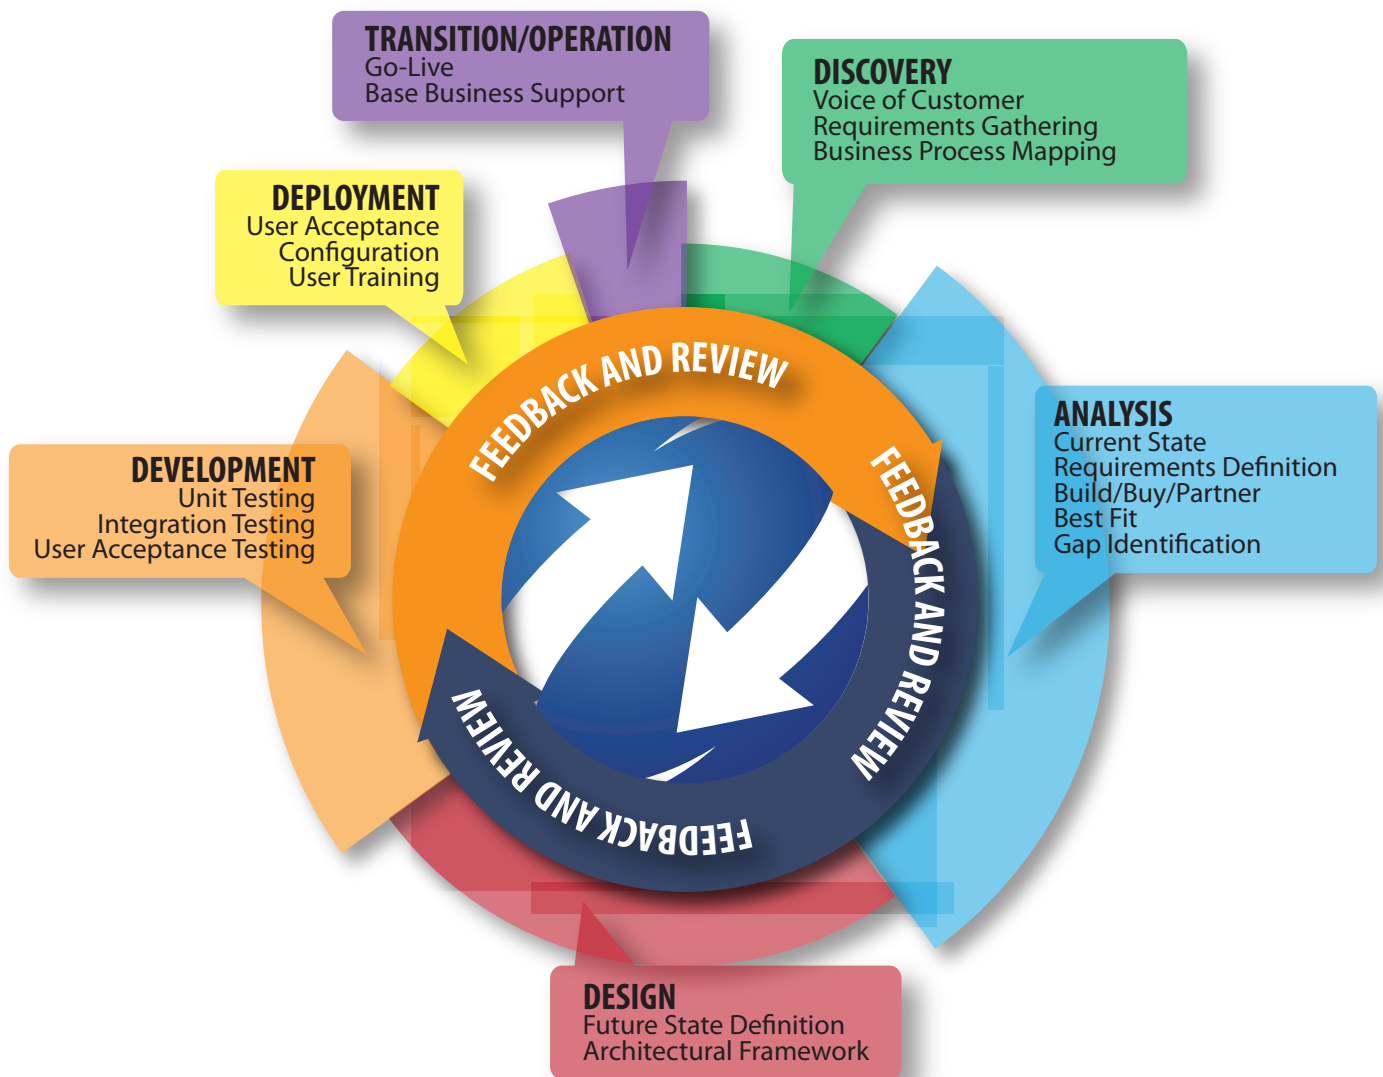 TRANSITION/OPERATION
Go-Live
Base Business Support
DISCOVERY
Voice of Customer
Requirements Gathering
Business Process Mapping
DEPLOYMENT
User Acceptance
Configuration
User Training
ANALYSIS
Current State
Requirements Definition
Build/Buy/Partner
Best Fit
Gap Identification
DEVELOPMENT
Unit Testing
Integration Testing
User Acceptance Testing
DESIGN
Future State Definition
Architectural Framework
FEEDBACK AND REVIEW
FEEDBACK AND REVIEW
FEEDBACK AND REVIEW